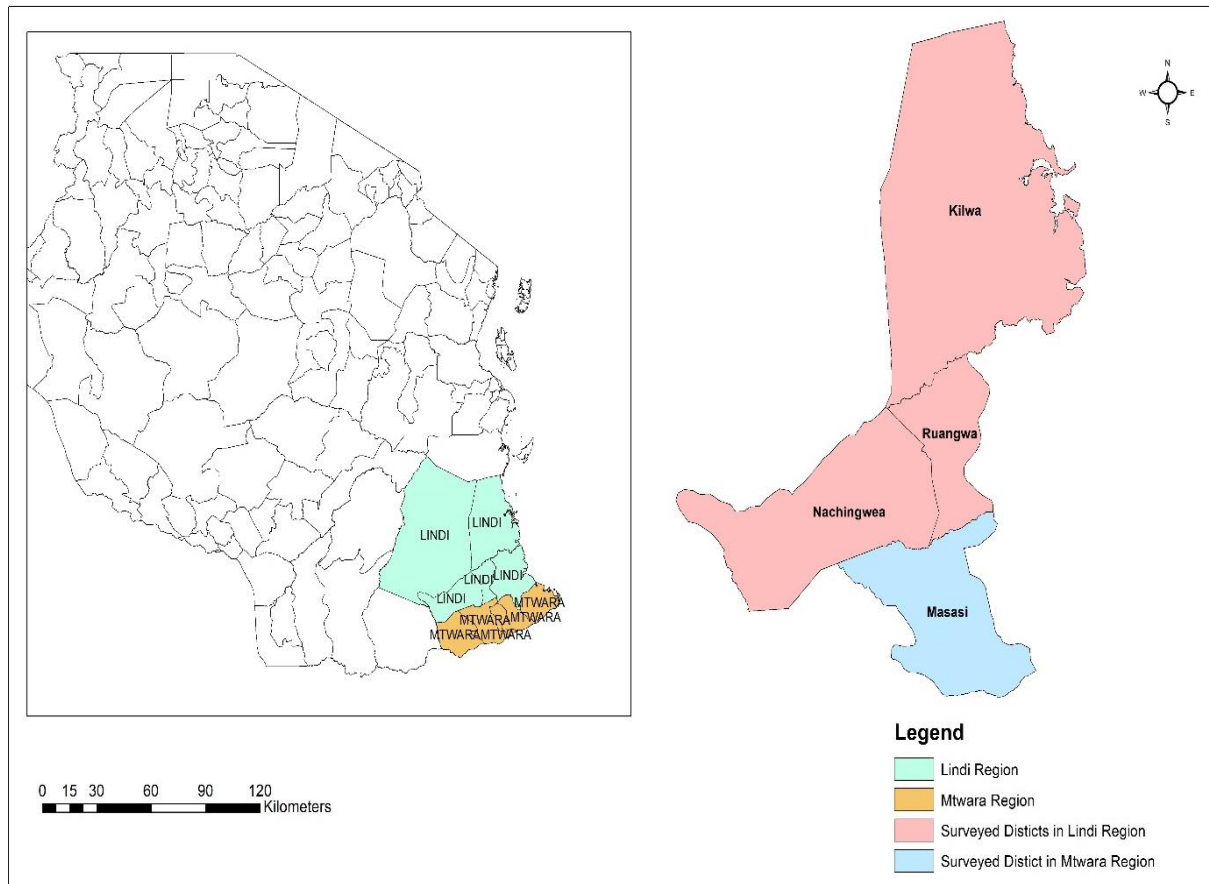 N
W E
S
Kilwa
Ruangwa
Nachingwea
Masasi
LINDI
LINDI
LINDI
LINDI
LINDI
MTWARA
MTWARA
MTWARA
MTWARA
MTWARA
Legend
Lindi Region
Mtwara Region
Surveyed Disticts in Lindi Region
Surveyed Distict in Mtwara Region
0 15 30 60 90 120
Kilometers